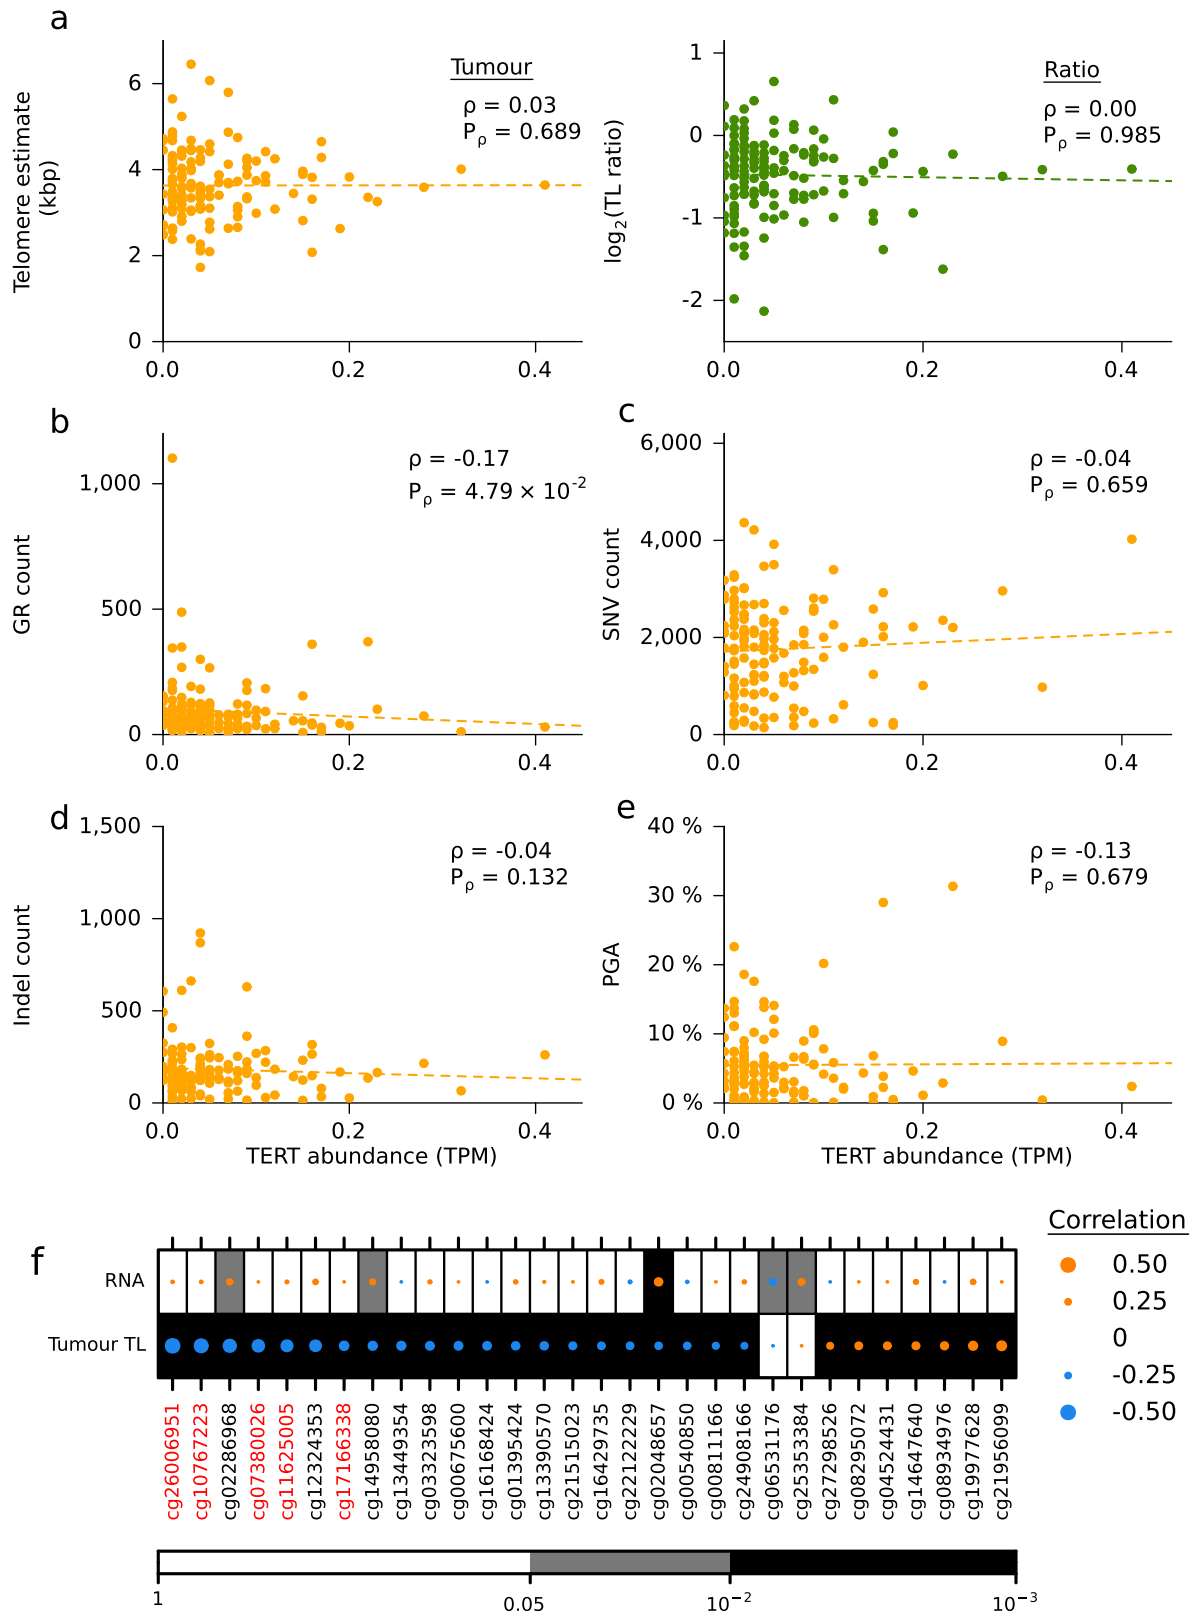 a
Tumour
ρ = 0.03
Pρ = 0.689
Telomere estimate
(kbp)
6
4
2
0
0.0
0.2
0.4
Ratio
ρ = 0.00
Pρ = 0.985
log2(TL ratio)
1
0
-1
-2
0.0
0.2
0.4
b
ρ = -0.17
Pρ = 4.79 × 10-2
GR count
1,000
500
0
0.0
0.2
0.4
c
ρ = -0.04
Pρ = 0.659
SNV count
6,000
4,000
2,000
0
0.0
0.2
0.4
d
ρ = -0.04
Pρ = 0.132
Indel count
1,500
1,000
500
0
0.0
0.2
0.4
TERT abundance (TPM)
e
ρ = -0.13
Pρ = 0.679
PGA
40 %
30 %
20 %
10 %
0 %
0.0
0.2
0.4
TERT abundance (TPM)
f
RNA
Tumour TL
cg26006951
cg10767223
cg02286968
cg07380026
cg11625005
cg12324353
cg17166338
cg14958080
cg13449354
cg03323598
cg00675600
cg16168424
cg01395424
cg13390570
cg21515023
cg16429735
cg22122229
cg02048657
cg00540850
cg00811166
cg24908166
cg06531176
cg25353384
cg27298526
cg08295072
cg04524431
cg14647640
cg08934976
cg19977628
cg21956099
Correlation
0.50
0.25
0
-0.25
-0.50
1
0.05
10−2
10−3